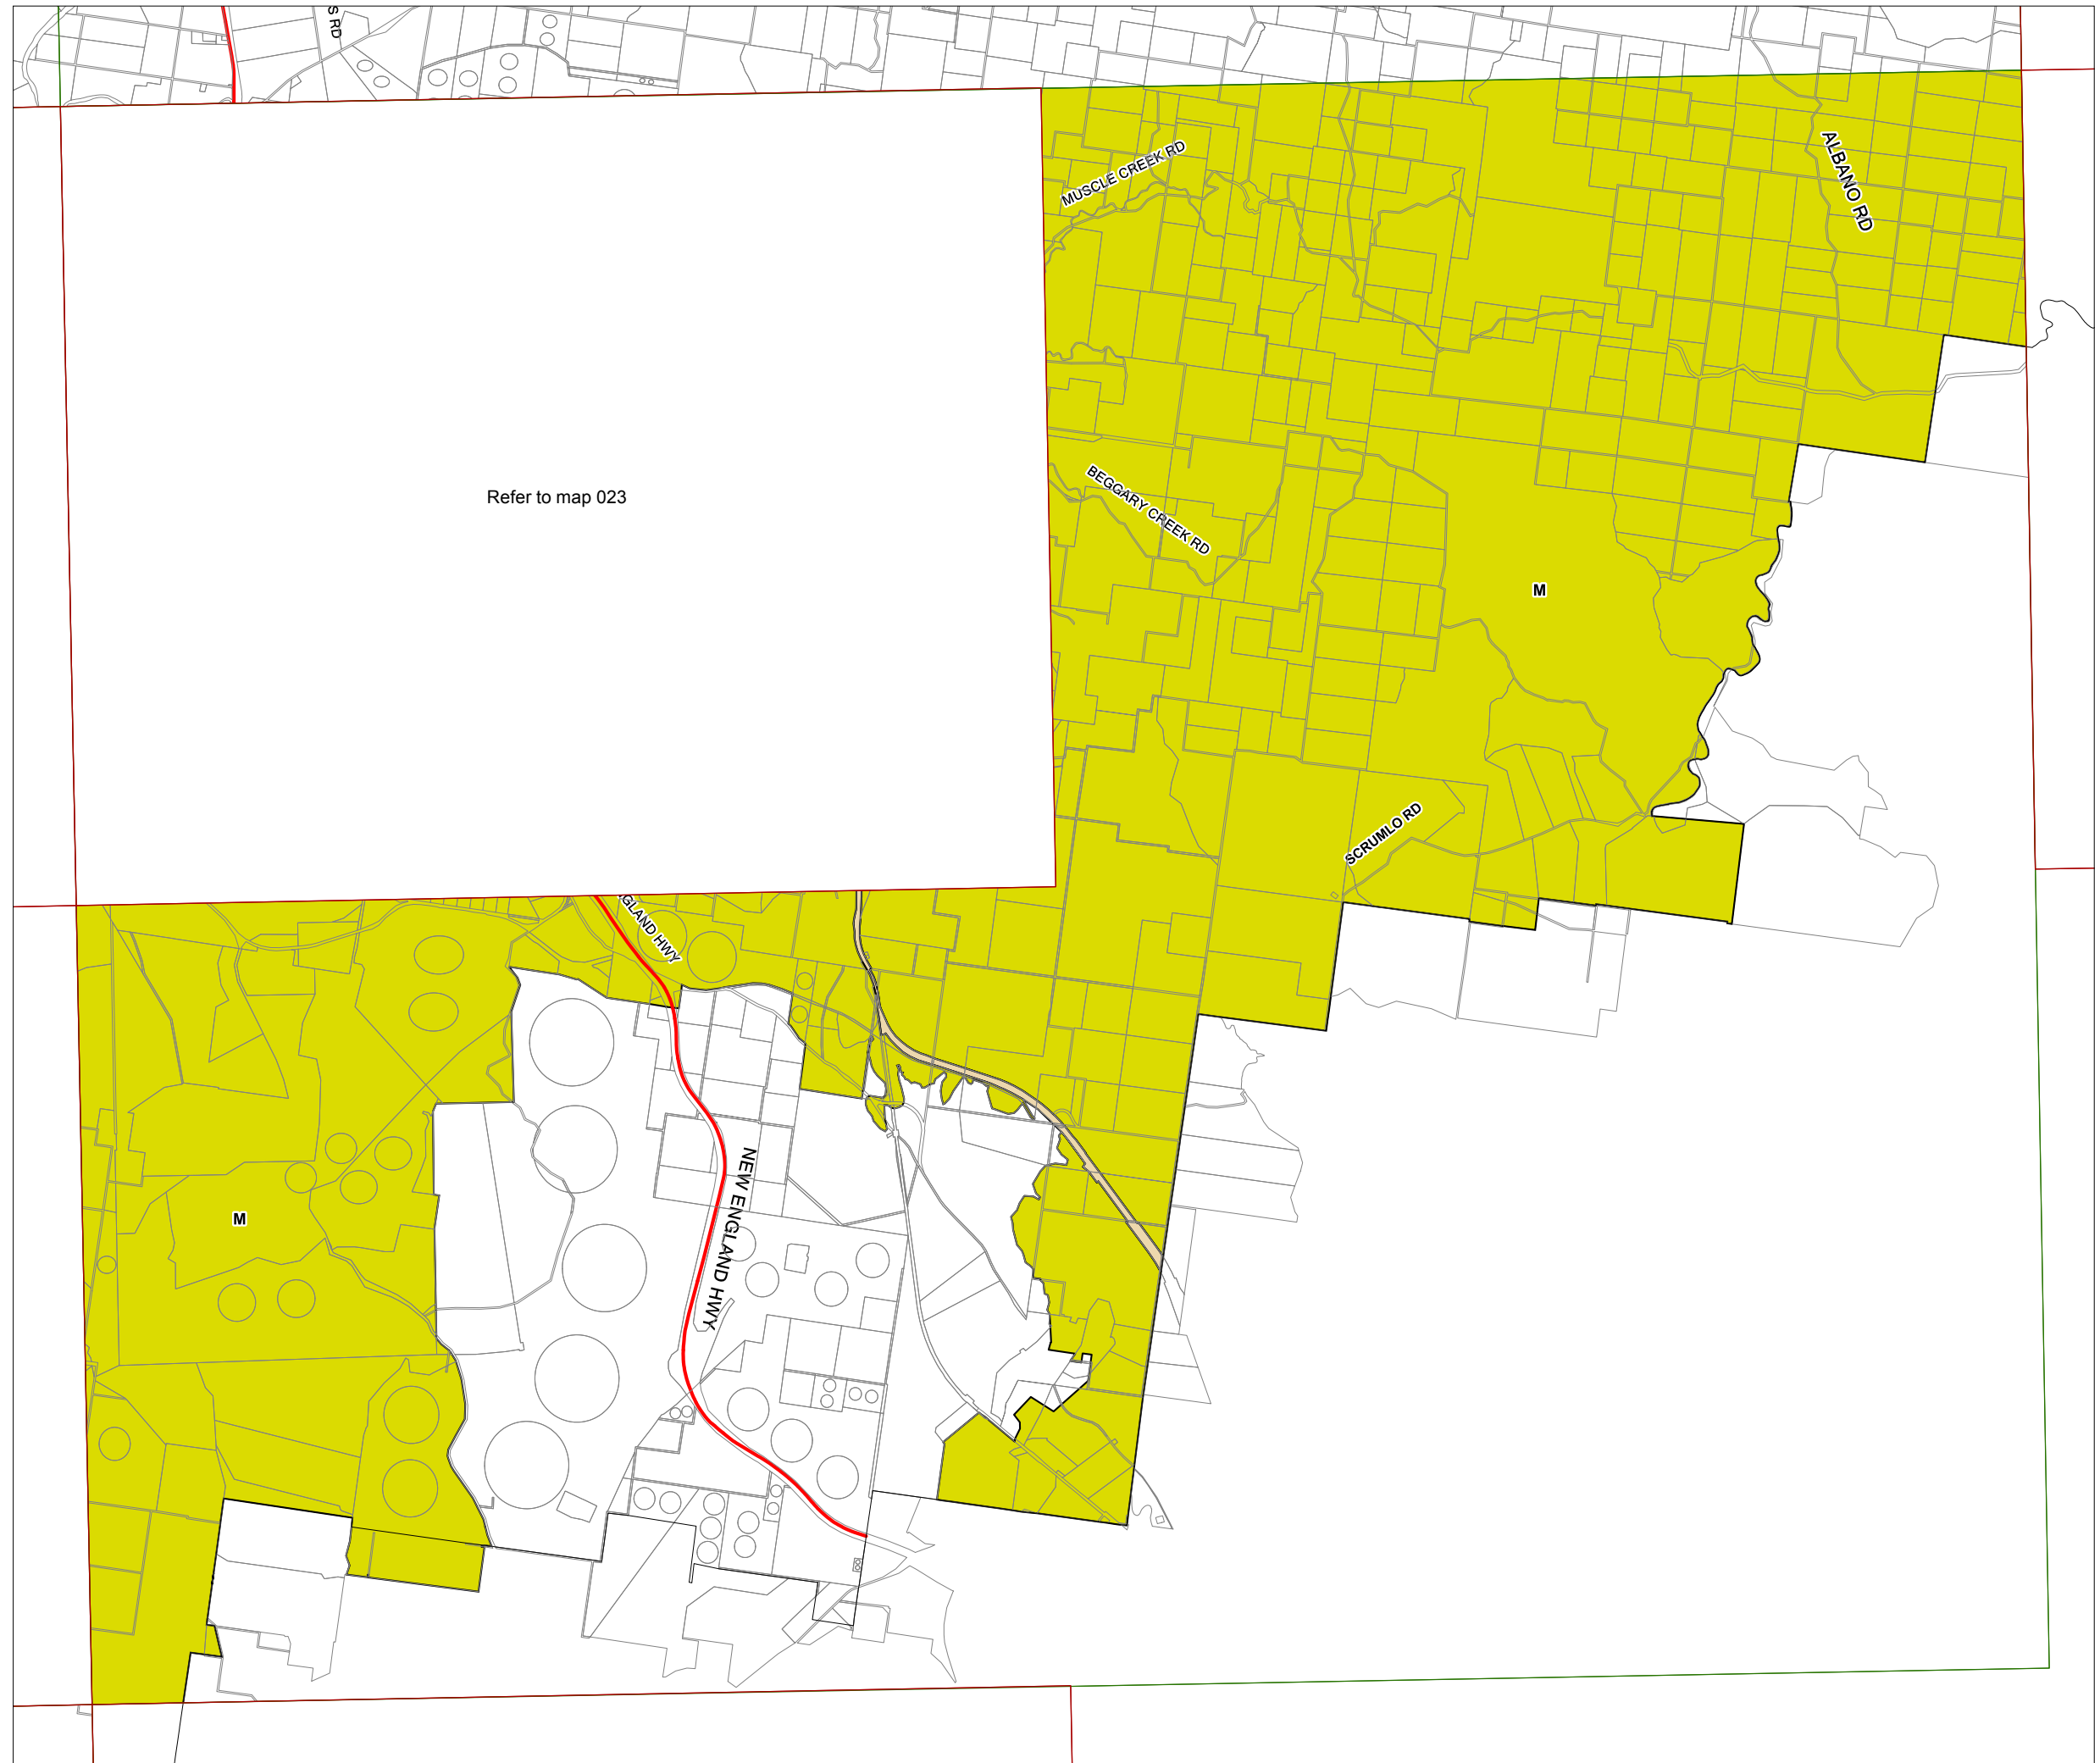 S RD
MUSCLE CREEK RD
ALBANO RD
Refer to map 023
BEGGARY CREEK RD
M
SCRUMLO RD
GLAND HWY
NEW ENGLAND HWY
M